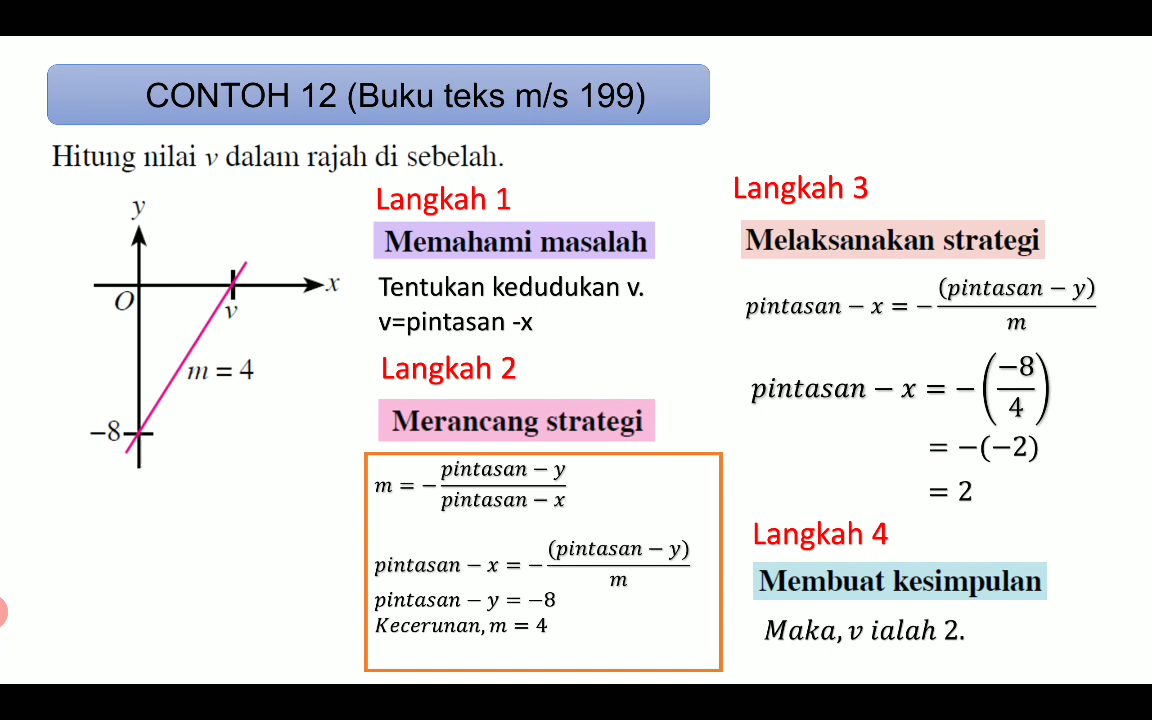 CONTOH 12 (Buku teks m/s 199)
Hitung nilai v dalam rajah di sebelah.
y
x
O
v
m = 4
−8
Langkah 1
Memahami masalah
Tentukan kedudukan v.
v=pintasan -x
Langkah 2
Merancang strategi
m = − pintasan − y / pintasan − x
pintasan − x = − (pintasan − y) / m
pintasan − y = −8
Kecerunan, m = 4
Langkah 3
Melaksanakan strategi
pintasan − x = − (pintasan − y) / m
pintasan − x = − (−8 / 4)
= −(−2)
= 2
Langkah 4
Membuat kesimpulan
Maka, v ialah 2.